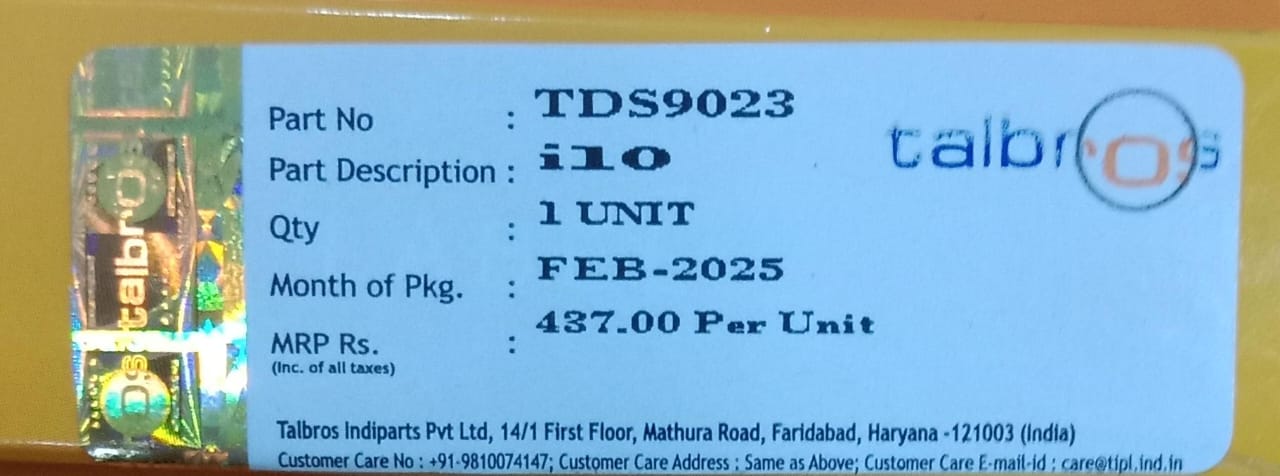 Part No : TDS9023
talbros
Part Description : i10
Qty : 1 UNIT
Month of Pkg. : FEB-2025
MRP Rs. : 437.00 Per Unit
(Inc. of all taxes)
Talbros Indiparts Pvt Ltd, 14/1 First Floor, Mathura Road, Faridabad, Haryana -121003 (India)
Customer Care No : +91-9810074147; Customer Care Address : Same as Above; Customer Care E-mail-id : care@tipl.ind.in
talbros